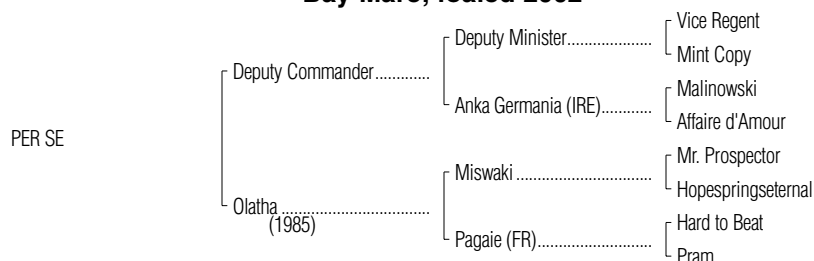 Bay Mare; foaled 2002
Vice Regent
Deputy Minister.....................
Mint Copy
Deputy Commander.............
Malinowski
Anka Germania (IRE)............
Affaire d'Amour
PER SE
Mr. Prospector
Miswaki ..................................
Hopespringseternal
Olatha.....................................
(1985)
Hard to Beat
Pagaie (FR)............................
Pram